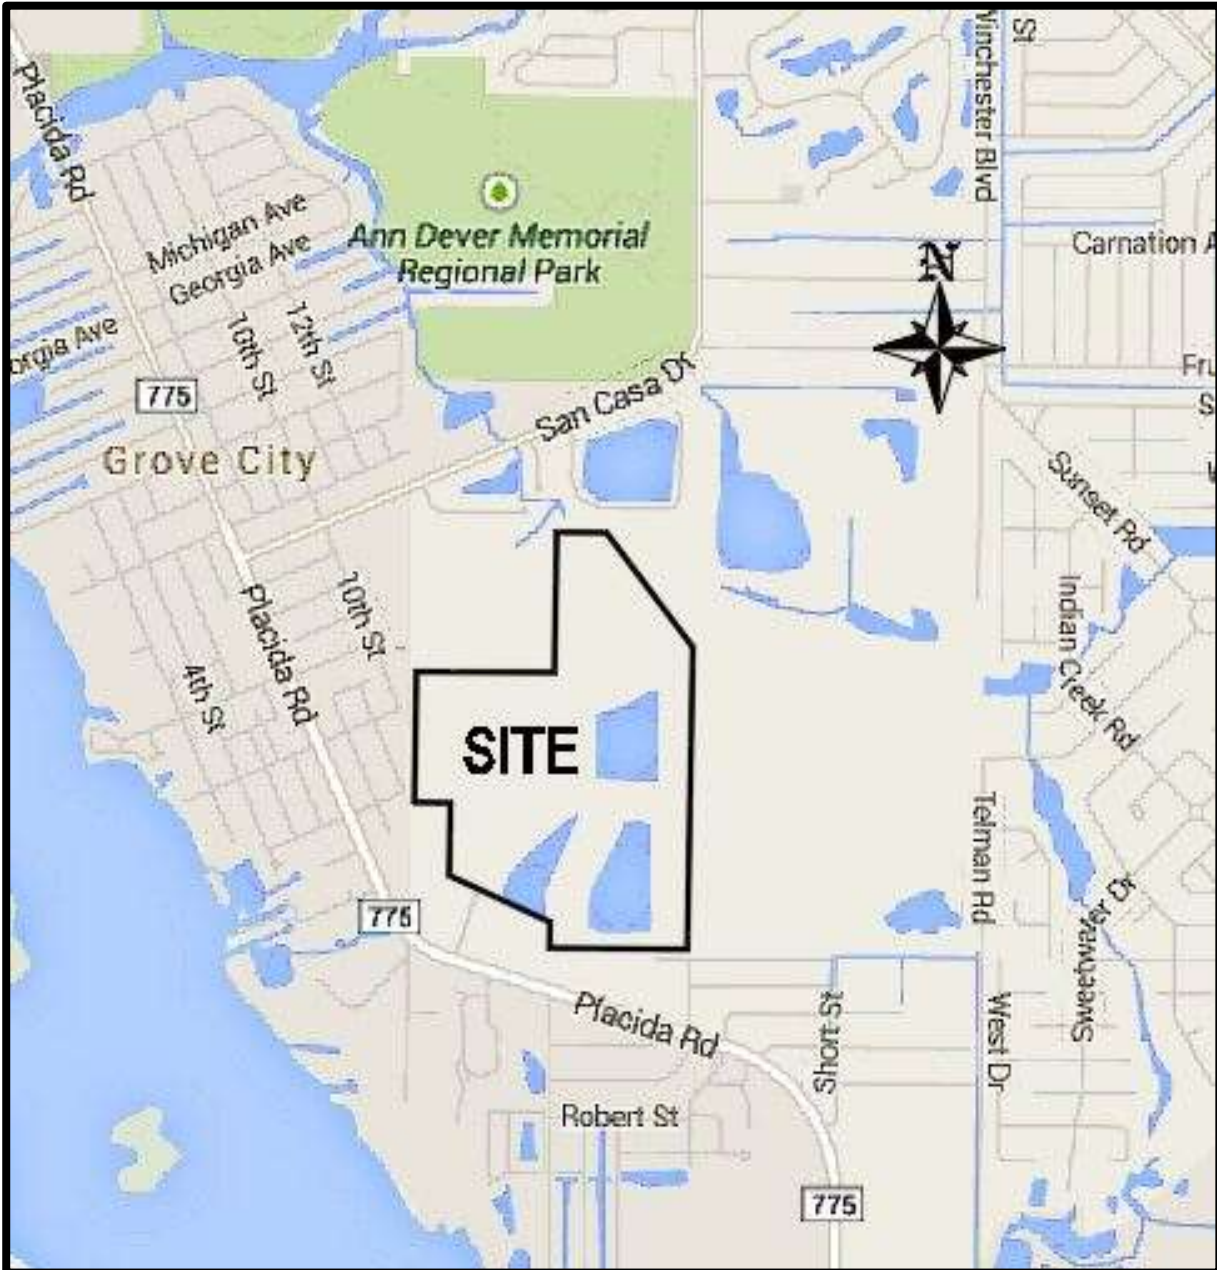 Placida Rd
Winchester Blvd
St
Michigan Ave
Georgia Ave
Ann Dever Memorial
Regional Park
N
Carnation A
12th St
10th St
orgia Ave
775
San Casa Dr
Fru
S
Grove City
Sunset Rd
10th St
Placida Rd
4th St
Indian Creek Rd
SITE
Telman Rd
775
Sweetwater Dr
Placida Rd
Short St
West Dr
Robert St
775